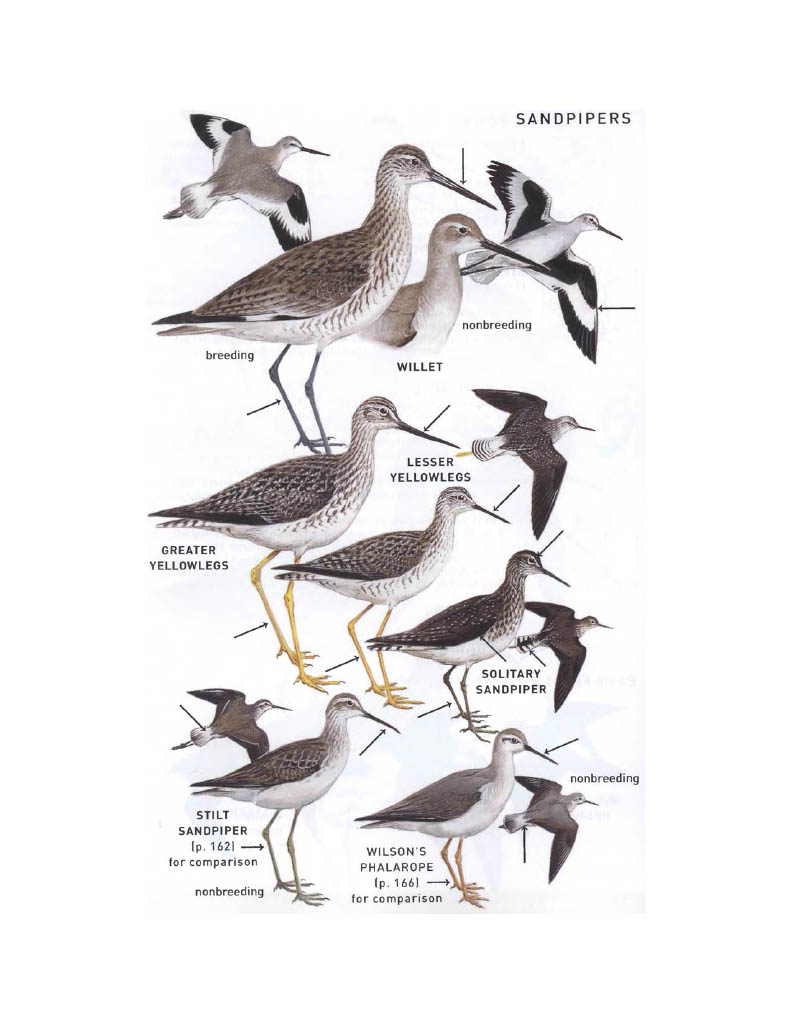 SANDPIPERS
nonbreeding
breeding
WILLET
LESSER
YELLOWLEGS
GREATER
YELLOWLEGS
SOLITARY
SANDPIPER
nonbreeding
STILT
SANDPIPER
(p. 162)
for comparison
nonbreeding
WILSON'S
PHALAROPE
(p. 166)
for comparison